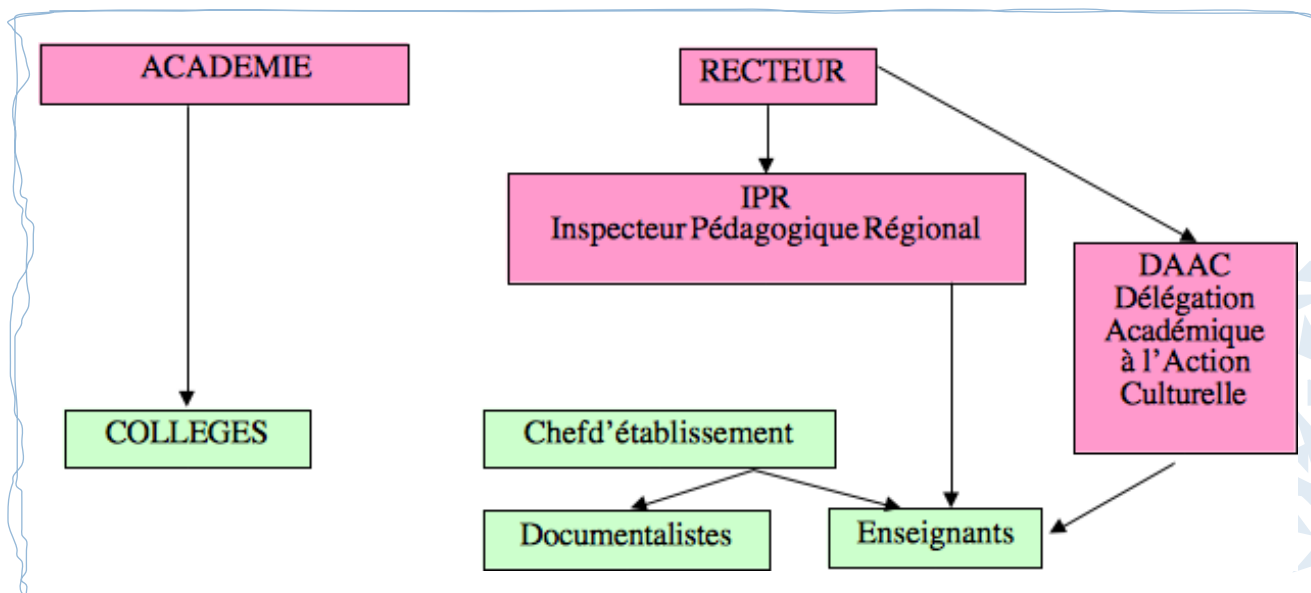 ACADEMIE
RECTEUR
IPR
Inspecteur Pédagogique Régional
DAAC
Délégation
Académique
à l'Action
Culturelle
COLLEGES
Chefd'établissement
Documentalistes
Enseignants